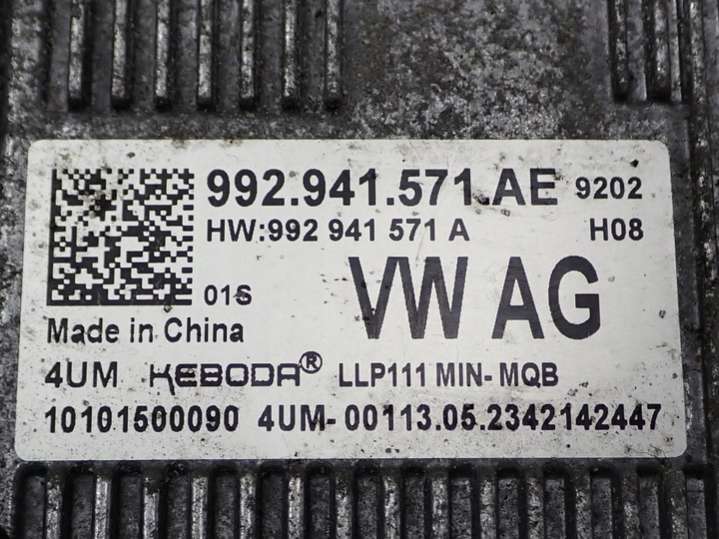 992.941.571.AE 9202
HW:992 941 571 A H08
01S VW AG
Made in China
4UM KEBODA® LLP111 MIN-MQB
10101500090 4UM-00113.05.2342142447